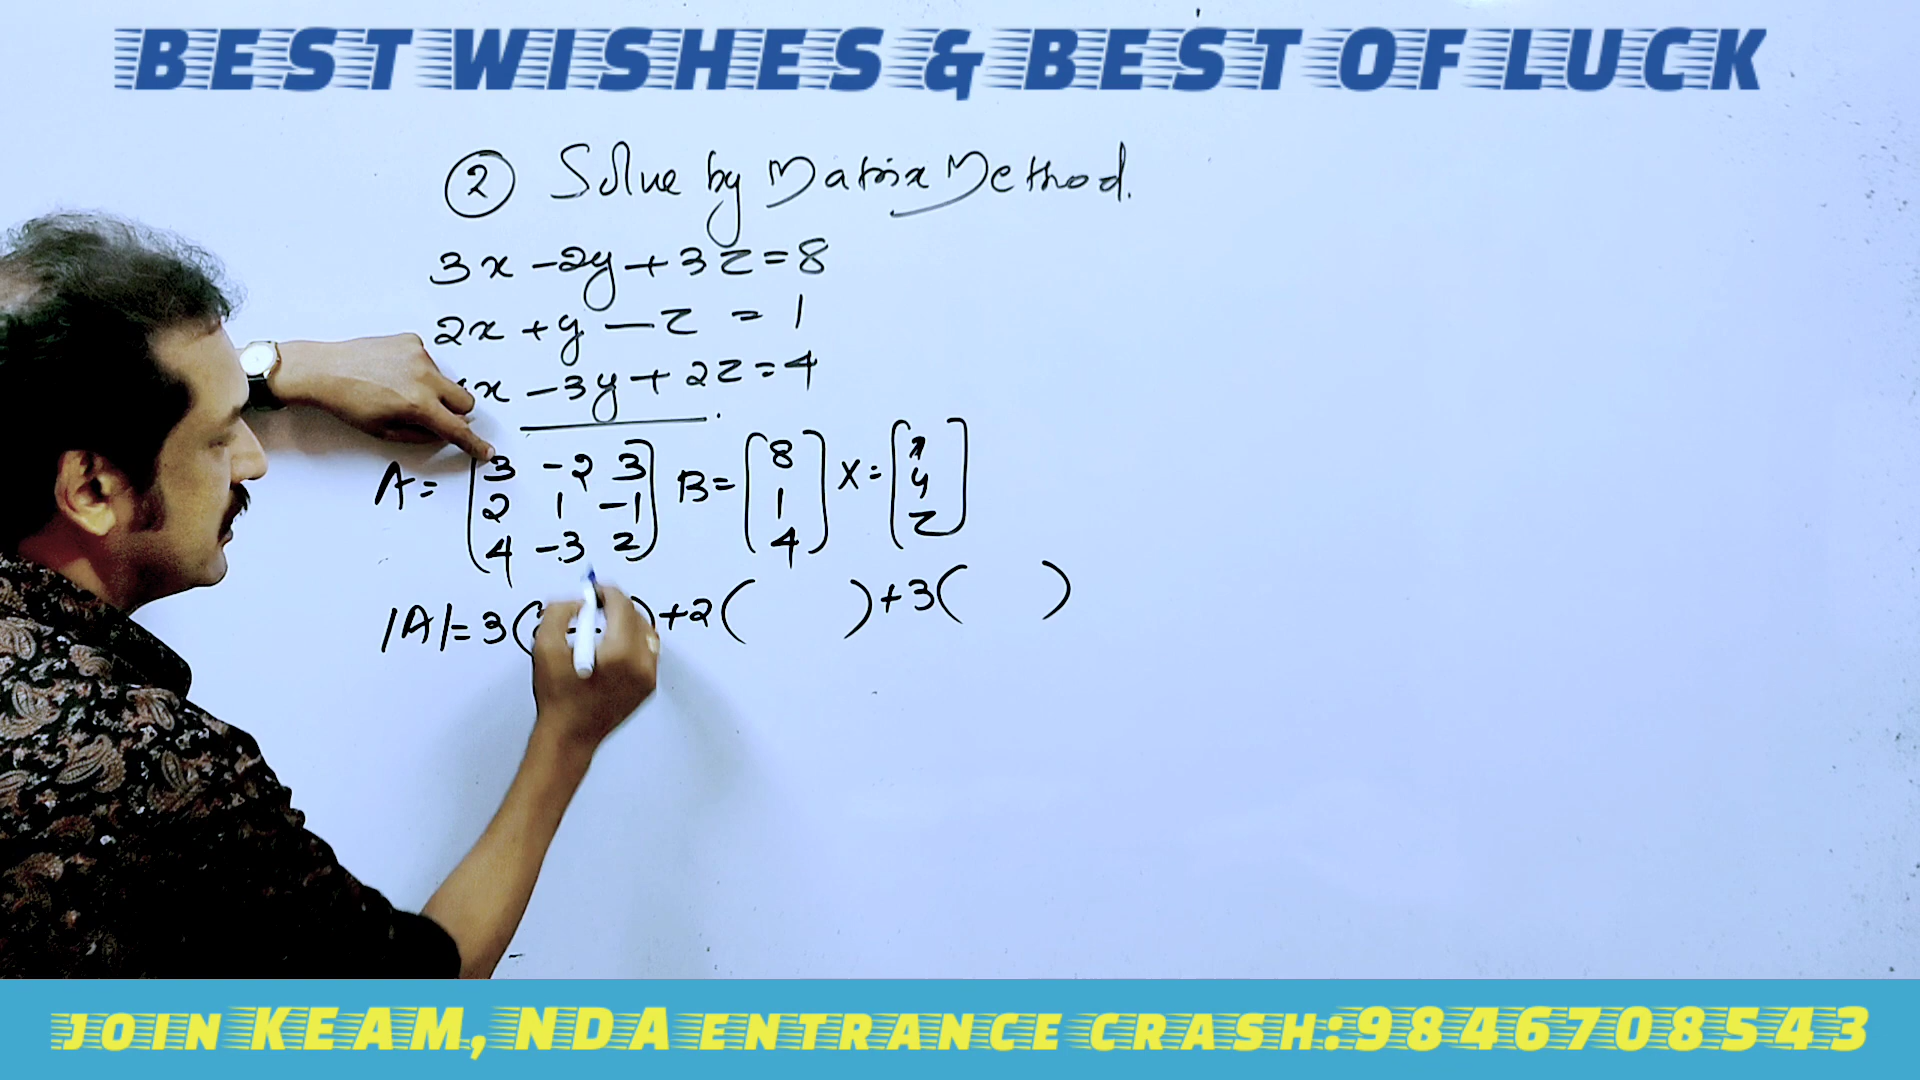 BEST WISHES & BEST OF LUCK
② Solve by Matrix Method.
3x - 2y + 3z = 8
2x + y - z = 1
x - 3y + 2z = 4
A = [3 -2 3 B = [8 X = [x
2 1 -1 1 y
4 -3 2] 4] z]
|A| = 3( ) + 2( ) + 3( )
JOIN KEAM, NDA ENTRANCE CRASH:9846708543